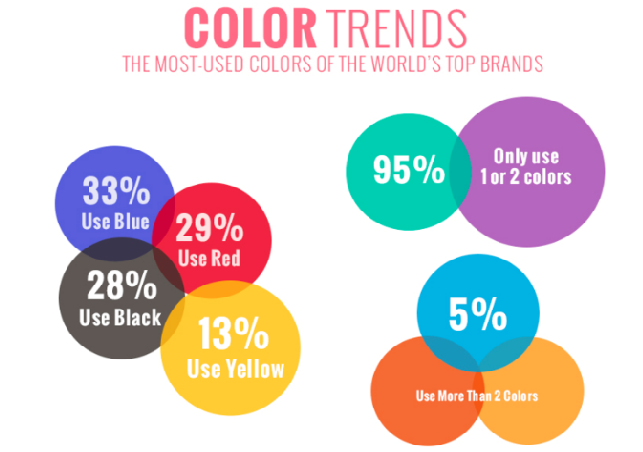 COLOR TRENDS
THE MOST-USED COLORS OF THE WORLD'S TOP BRANDS
33%
Use Blue
29%
Use Red
28%
Use Black
13%
Use Yellow
95%
Only use
1 or 2 colors
5%
Use More Than 2 Colors